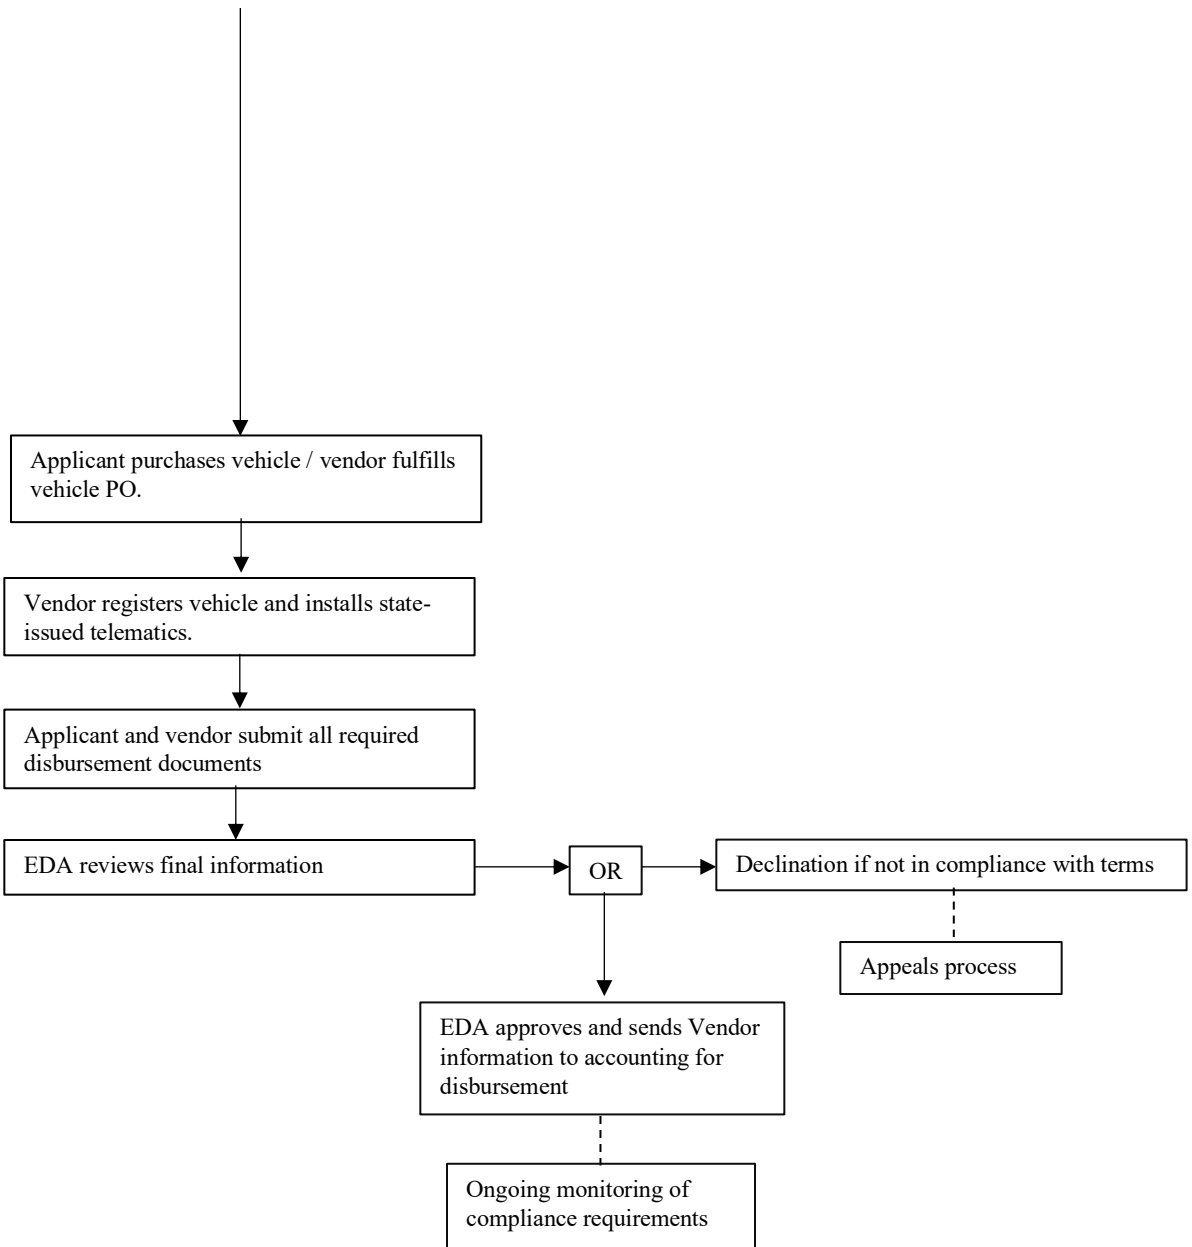 Applicant purchases vehicle / vendor fulfills
vehicle PO.
Vendor registers vehicle and installs state-
issued telematics.
Applicant and vendor submit all required
disbursement documents
EDA reviews final information
OR
Declination if not in compliance with terms
Appeals process
EDA approves and sends Vendor
information to accounting for
disbursement
Ongoing monitoring of
compliance requirements